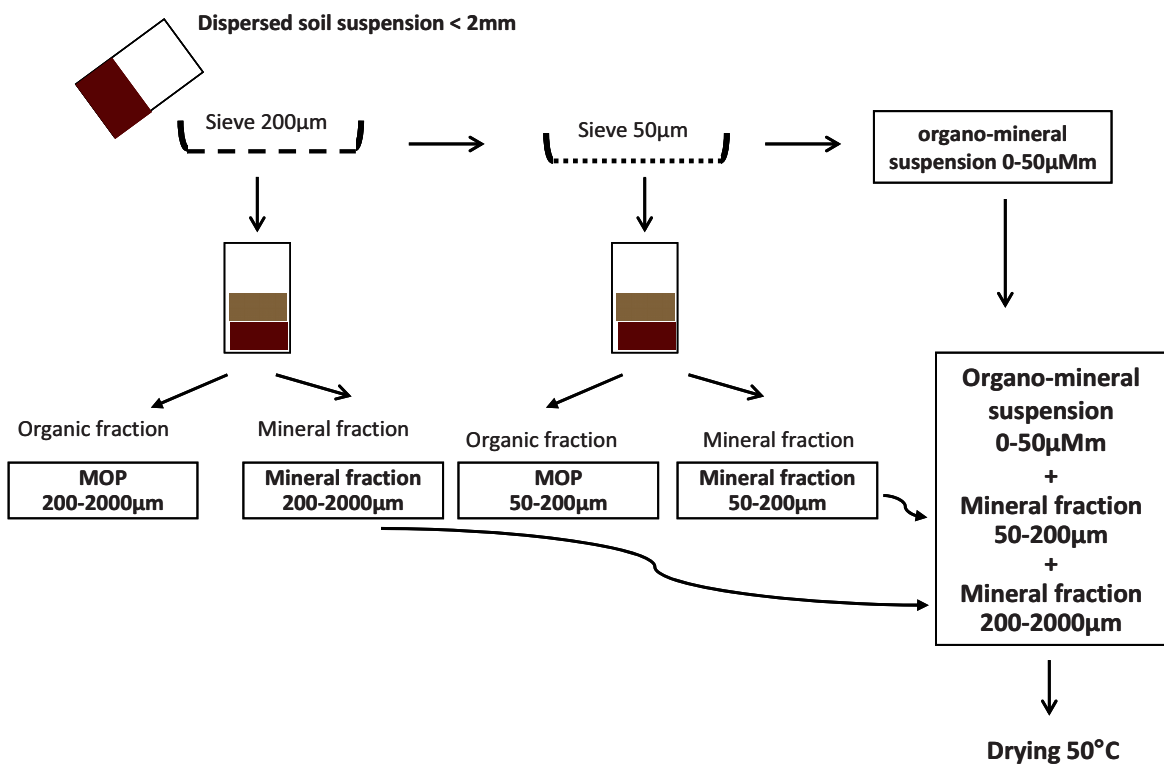 Dispersed soil suspension < 2mm
Sieve 200µm
Sieve 50µm
organo-mineral
suspension 0-50µMm
Organic fraction
MOP
200-2000µm
Mineral fraction
Mineral fraction
200-2000µm
Organic fraction
MOP
50-200µm
Mineral fraction
Mineral fraction
50-200µm
Organo-mineral
suspension
0-50µMm
+
Mineral fraction
50-200µm
+
Mineral fraction
200-2000µm
Drying 50°C